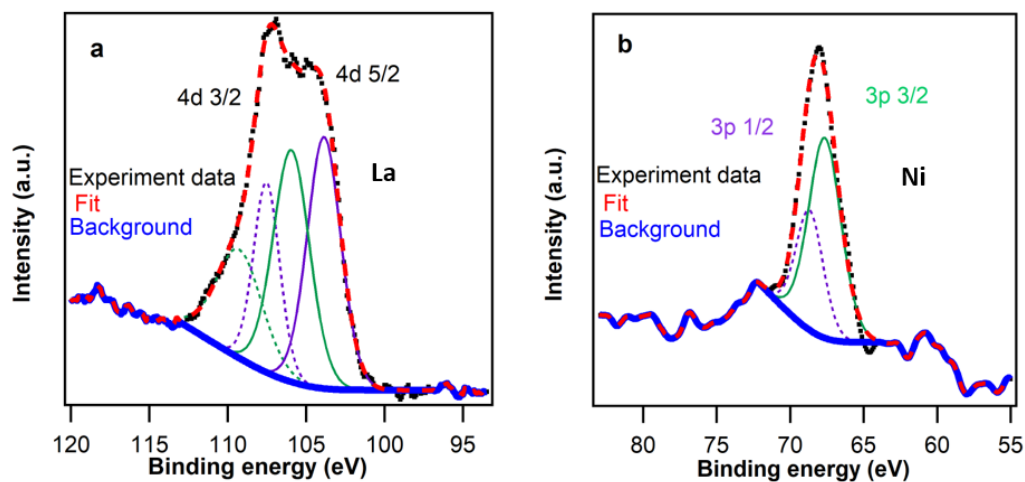 a
4d 3/2
4d 5/2
La
Experiment data
Fit
Background
Intensity (a.u.)
120 115 110 105 100 95
Binding energy (eV)
b
3p 3/2
3p 1/2
Ni
Experiment data
Fit
Background
Intensity (a.u.)
80 75 70 65 60 55
Binding energy (eV)